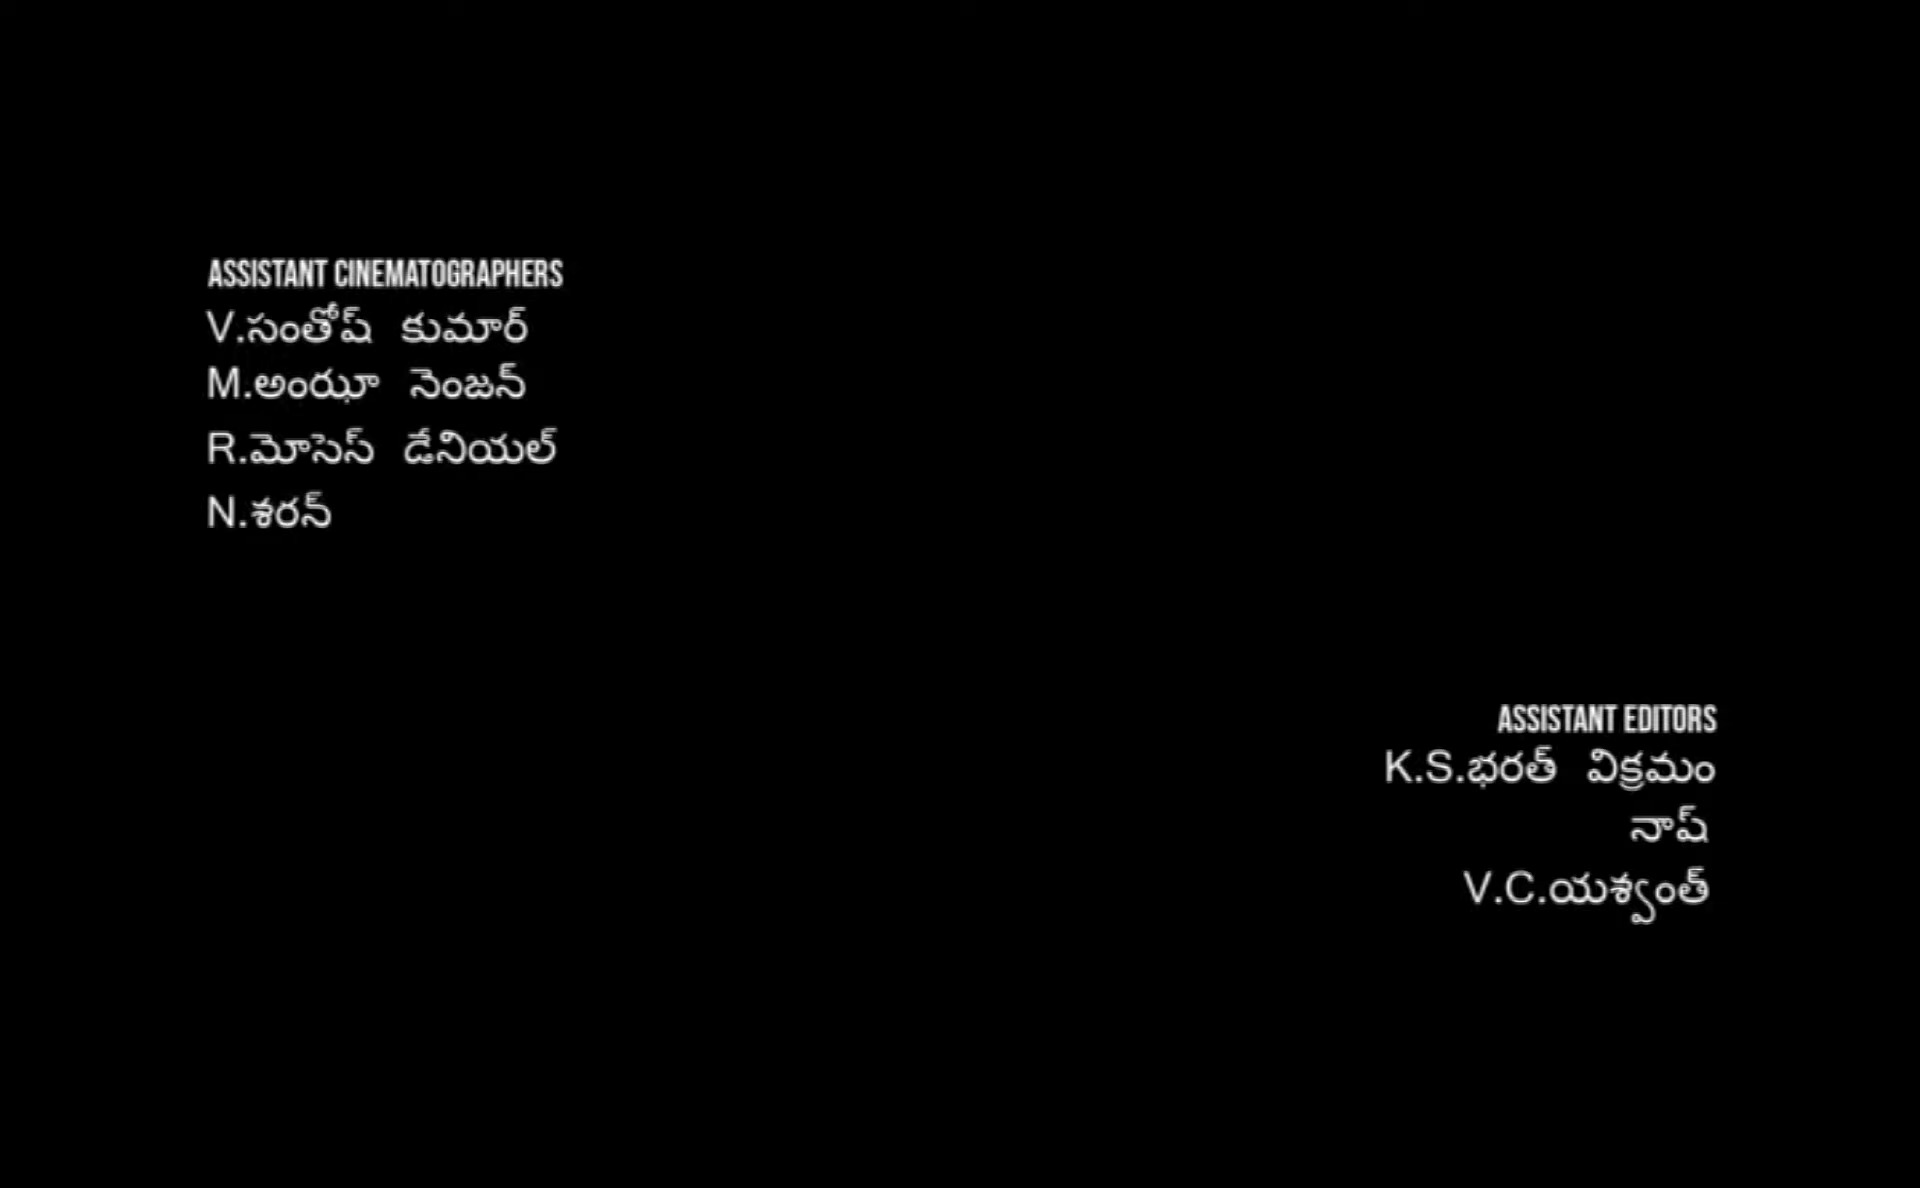 ASSISTANT CINEMATOGRAPHERS
V.సంతోష్ కుమార్
M.అంఝా నెంజన్
R.మోసెస్ డేనియల్
N.శరన్
ASSISTANT EDITORS
K.S.భరత్ విక్రమం
నాష్
V.C.యశ్వంత్